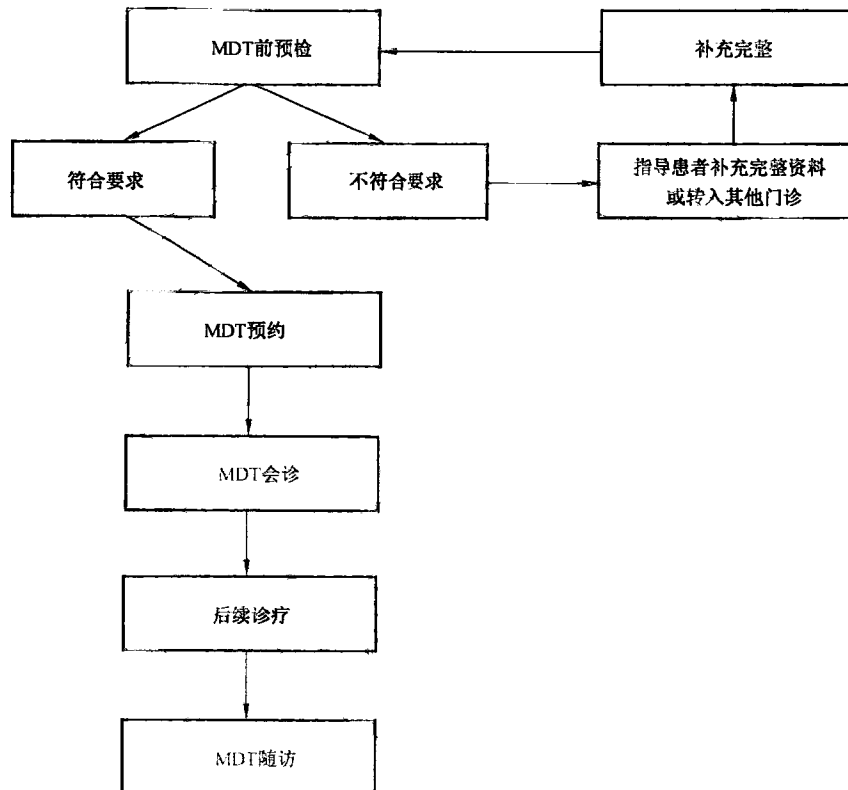 MDT前预检
补充完整
符合要求
不符合要求
指导患者补充完整资料
或转入其他门诊
MDT预约
MDT会诊
后续诊疗
MDT随访